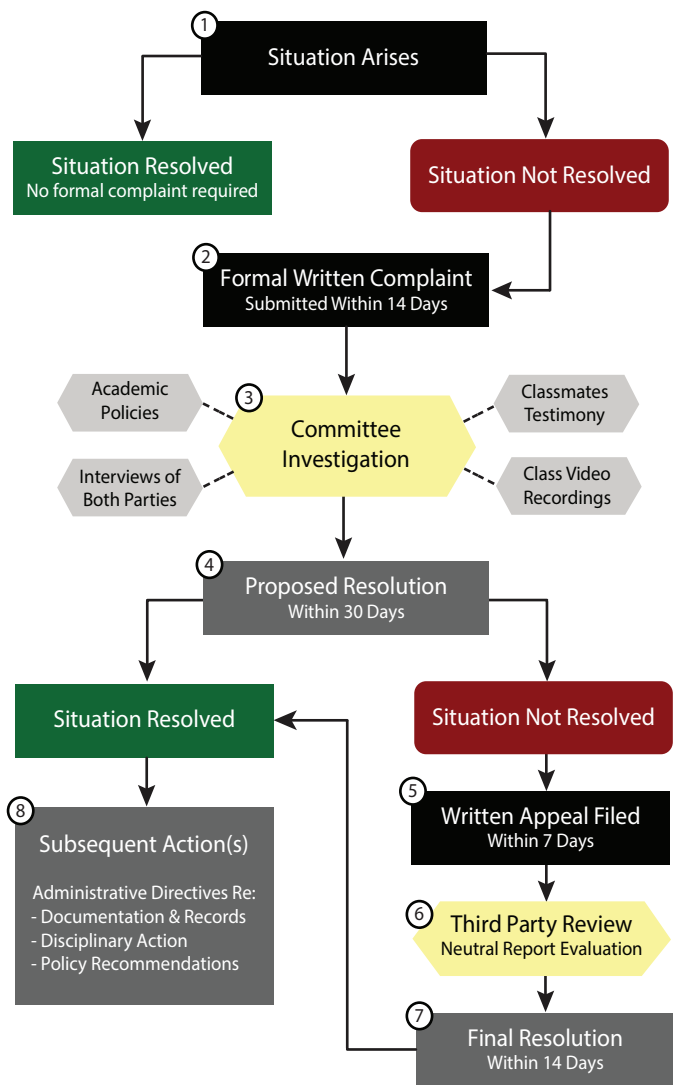 1
Situation Arises
Situation Resolved
No formal complaint required
Situation Not Resolved
2
Formal Written Complaint
Submitted Within 14 Days
Academic
Policies
3
Committee
Investigation
Classmates
Testimony
Interviews of
Both Parties
Class Video
Recordings
4
Proposed Resolution
Within 30 Days
Situation Resolved
Situation Not Resolved
5
Written Appeal Filed
Within 7 Days
8
Subsequent Action(s)
Administrative Directives Re:
- Documentation & Records
- Disciplinary Action
- Policy Recommendations
6
Third Party Review
Neutral Report Evaluation
7
Final Resolution
Within 14 Days